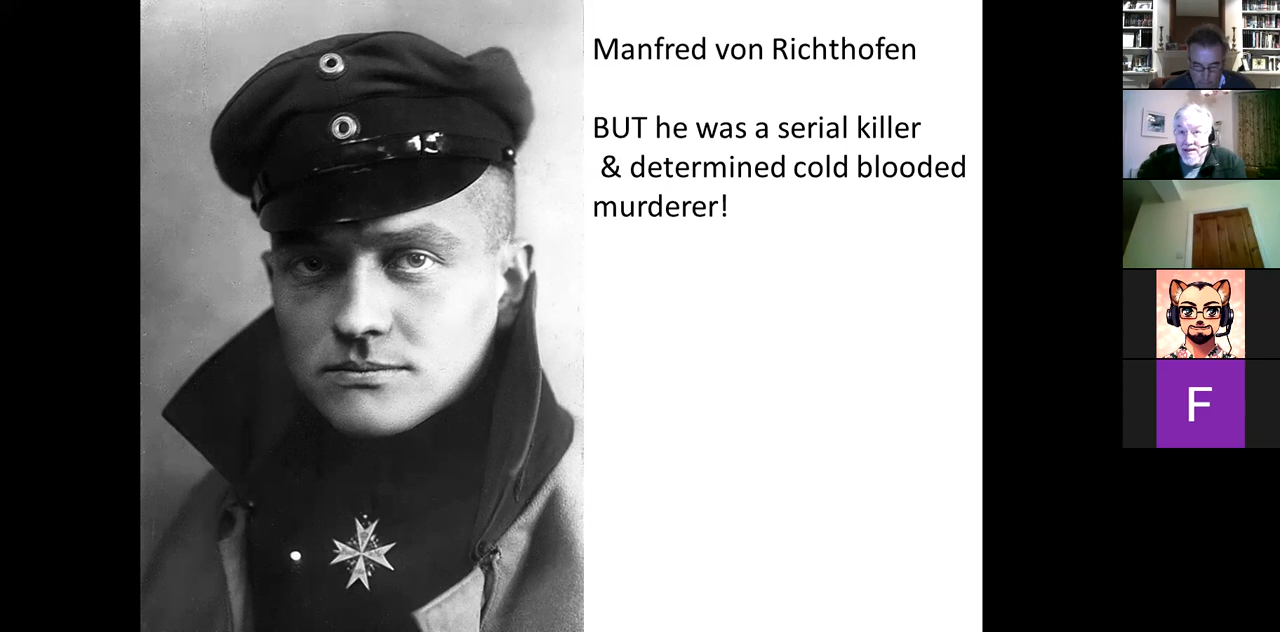 Manfred von Richthofen
BUT he was a serial killer
& determined cold blooded
murderer!
F